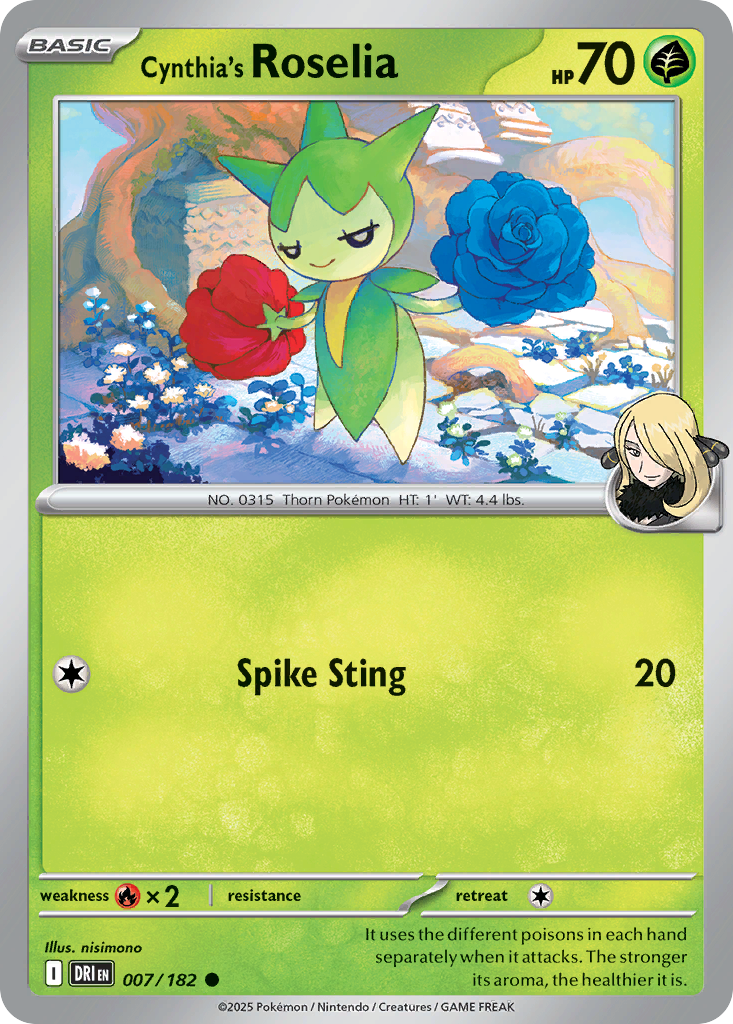 BASIC
Cynthia's Roselia HP 70
NO. 0315 Thorn Pokémon HT: 1' WT: 4.4 lbs.
Spike Sting 20
weakness ×2 resistance retreat
Illus. nisimono
It uses the different poisons in each hand
separately when it attacks. The stronger
its aroma, the healthier it is.
I DRI EN 007/182
©2025 Pokémon / Nintendo / Creatures / GAME FREAK